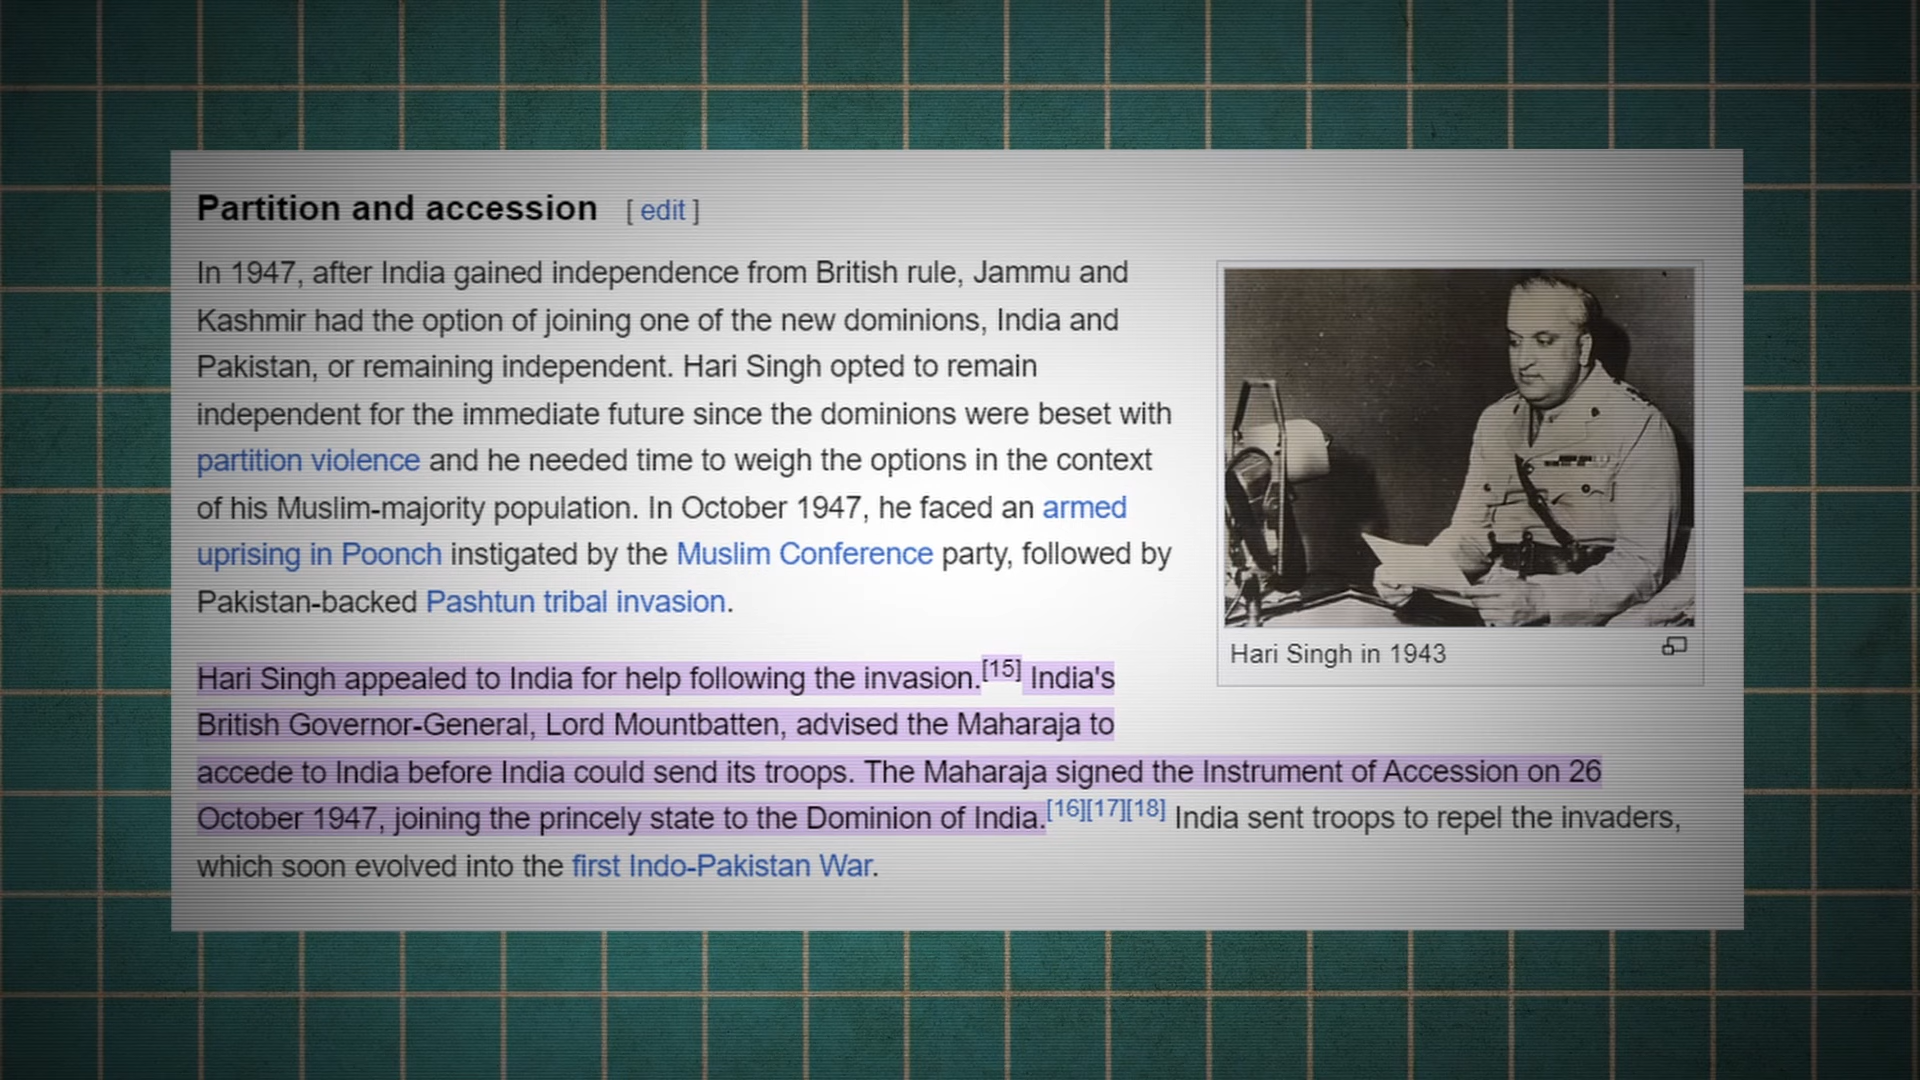 Partition and accession [ edit ]
In 1947, after India gained independence from British rule, Jammu and
Kashmir had the option of joining one of the new dominions, India and
Pakistan, or remaining independent. Hari Singh opted to remain
independent for the immediate future since the dominions were beset with
partition violence and he needed time to weigh the options in the context
of his Muslim-majority population. In October 1947, he faced an armed
uprising in Poonch instigated by the Muslim Conference party, followed by
Pakistan-backed Pashtun tribal invasion.
Hari Singh appealed to India for help following the invasion.[15] India's
British Governor-General, Lord Mountbatten, advised the Maharaja to
accede to India before India could send its troops. The Maharaja signed the Instrument of Accession on 26
October 1947, joining the princely state to the Dominion of India.[16][17][18] India sent troops to repel the invaders,
which soon evolved into the first Indo-Pakistan War.
Hari Singh in 1943